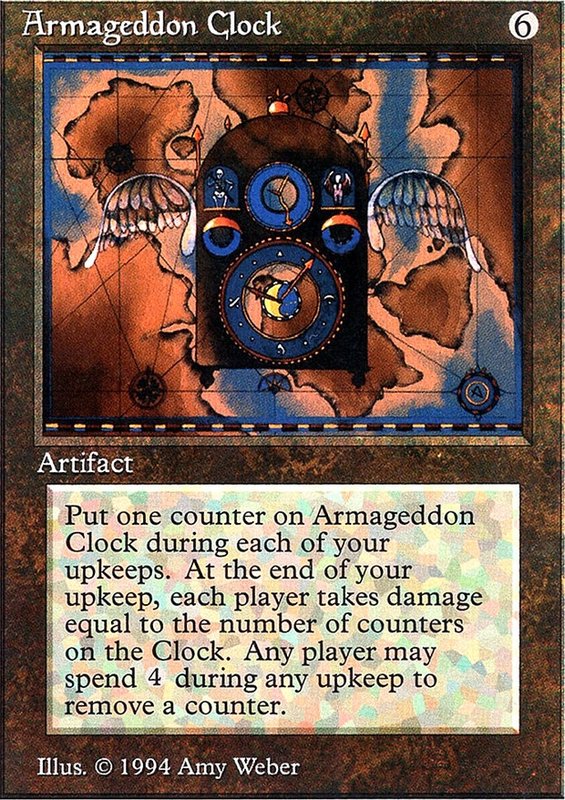 Armageddon Clock 6
Artifact
Put one counter on Armageddon
Clock during each of your
upkeeps. At the end of your
upkeep, each player takes damage
equal to the number of counters
on the Clock. Any player may
spend 4 during any upkeep to
remove a counter.
Illus. © 1994 Amy Weber